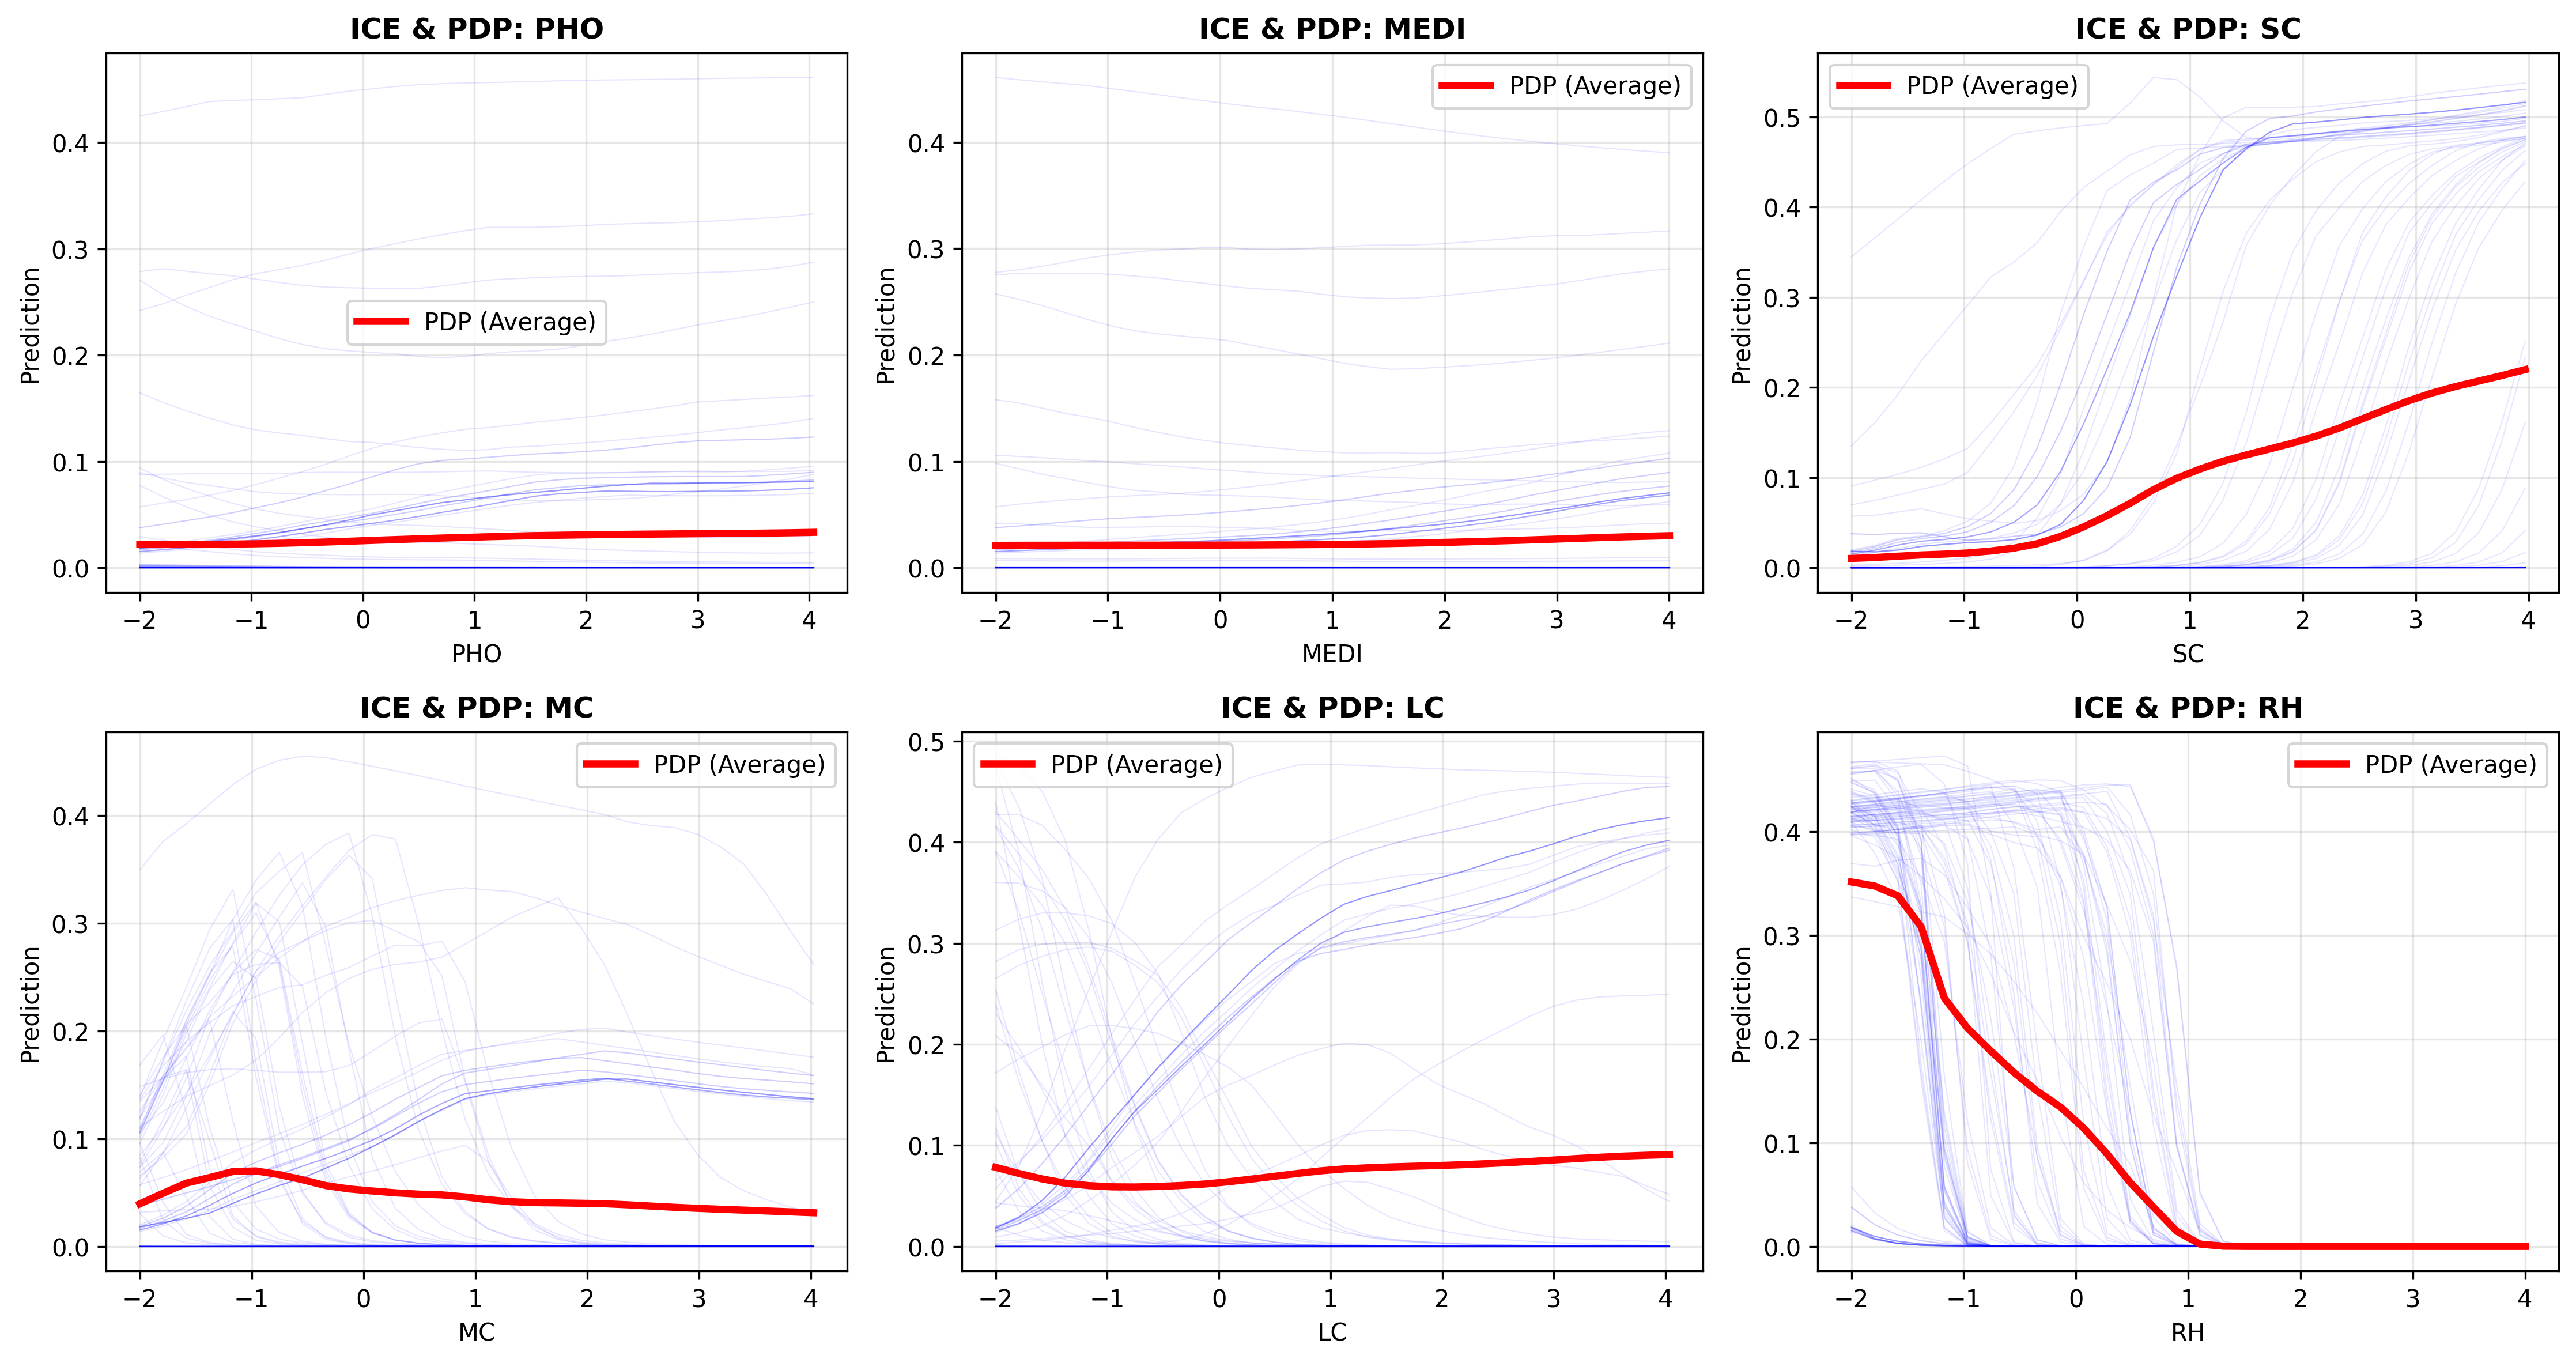 ICE & PDP: PHO
Prediction
0.4
0.3
0.2
0.1
0.0
PDP (Average)
−2 −1 0 1 2 3 4
PHO
ICE & PDP: MEDI
Prediction
0.4
0.3
0.2
0.1
0.0
PDP (Average)
−2 −1 0 1 2 3 4
MEDI
ICE & PDP: SC
Prediction
0.5
0.4
0.3
0.2
0.1
0.0
PDP (Average)
−2 −1 0 1 2 3 4
SC
ICE & PDP: MC
Prediction
0.4
0.3
0.2
0.1
0.0
PDP (Average)
−2 −1 0 1 2 3 4
MC
ICE & PDP: LC
Prediction
0.5
0.4
0.3
0.2
0.1
0.0
PDP (Average)
−2 −1 0 1 2 3 4
LC
ICE & PDP: RH
Prediction
0.4
0.3
0.2
0.1
0.0
PDP (Average)
−2 −1 0 1 2 3 4
RH